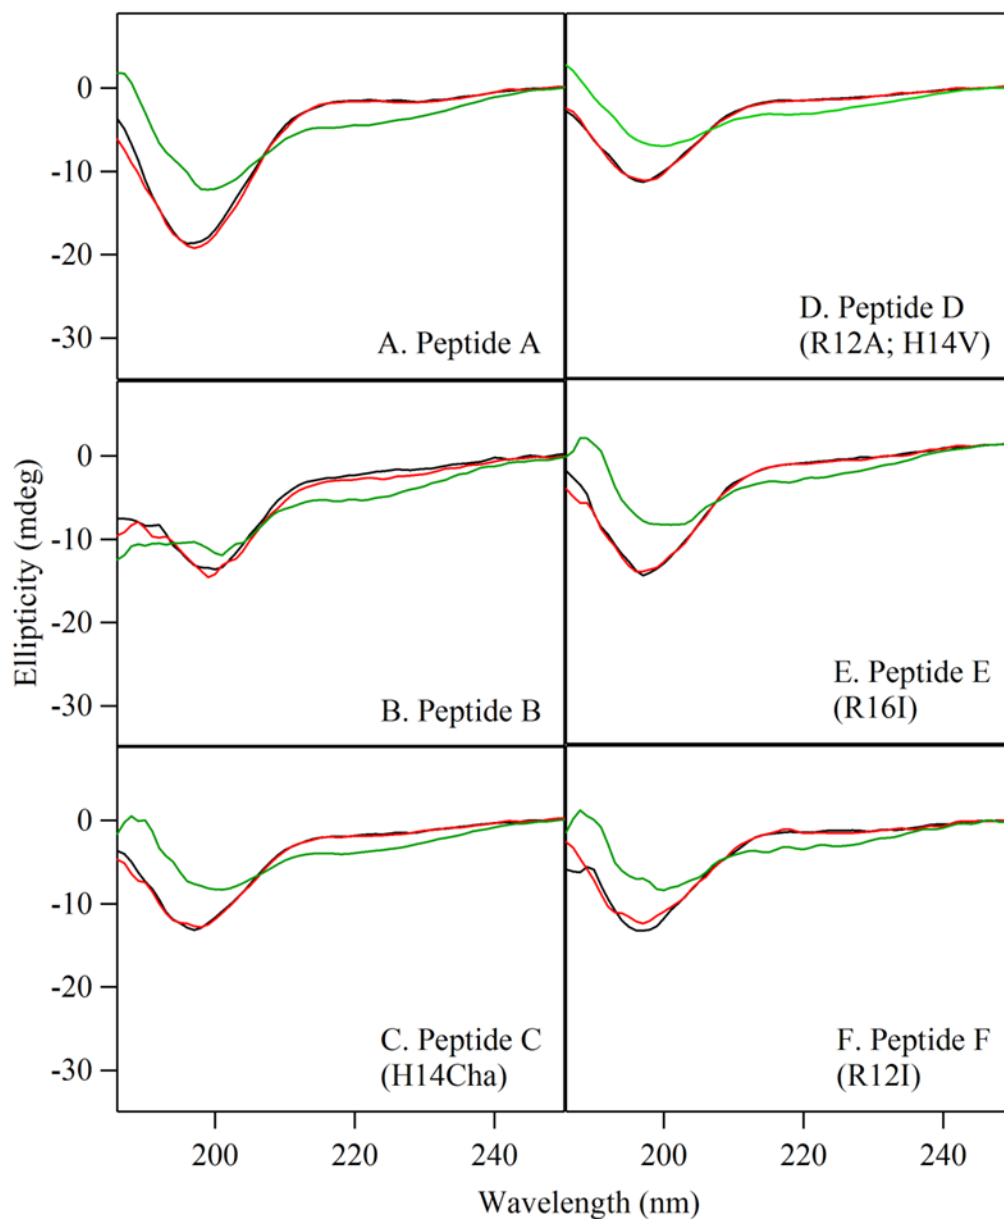 0
-10
-20
-30
A. Peptide A
D. Peptide D
(R12A; H14V)
0
-10
-20
-30
B. Peptide B
E. Peptide E
(R16I)
0
-10
-20
-30
C. Peptide C
(H14Cha)
F. Peptide F
(R12I)
Ellipticity (mdeg)
200 220 240 200 220 240
Wavelength (nm)